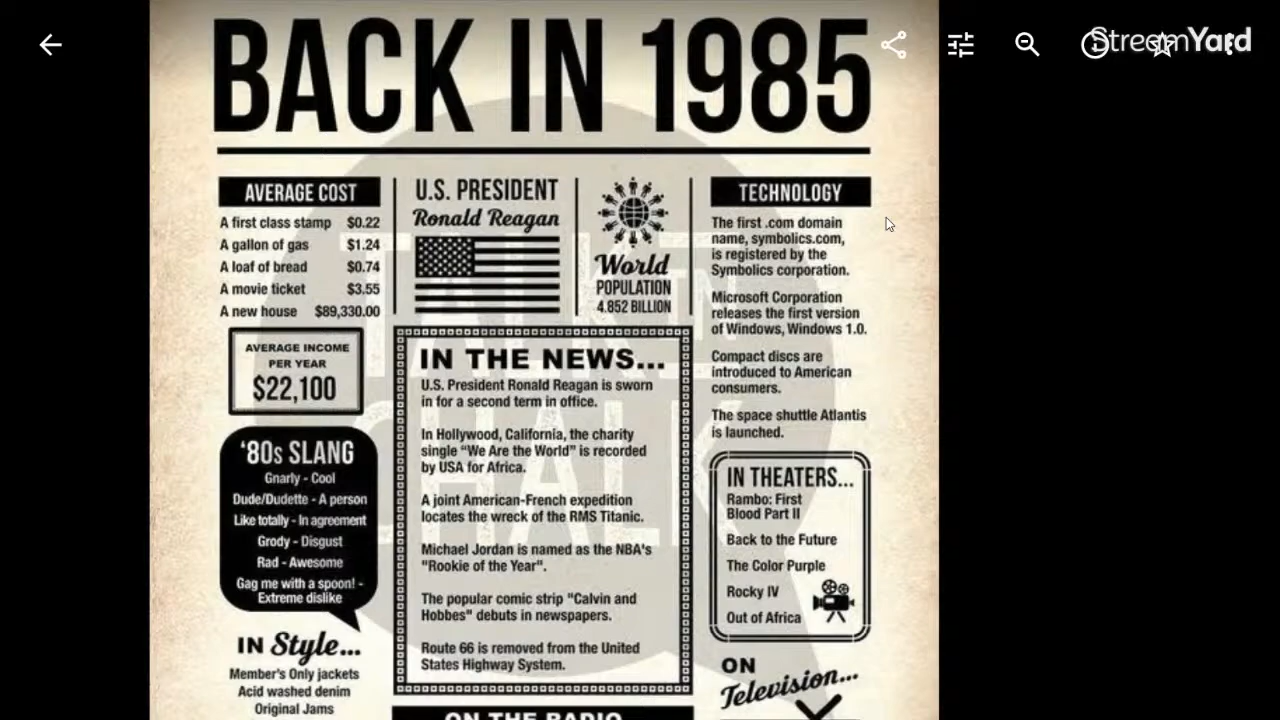 BACK IN 1985
StreamYard
AVERAGE COST
A first class stamp $0.22
A gallon of gas $1.24
A loaf of bread $0.74
A movie ticket $3.55
A new house $89,330.00
AVERAGE INCOME
PER YEAR
$22,100
'80s SLANG
Gnarly - Cool
Dude/Dudette - A person
Like totally - In agreement
Grody - Disgust
Rad - Awesome
Gag me with a spoon! -
Extreme dislike
IN Style...
Member's Only jackets
Acid washed denim
Original Jams
U.S. PRESIDENT
Ronald Reagan
World
POPULATION
4.852 BILLION
IN THE NEWS...
U.S. President Ronald Reagan is sworn
in for a second term in office.
In Hollywood, California, the charity
single “We Are the World” is recorded
by USA for Africa.
A joint American-French expedition
locates the wreck of the RMS Titanic.
Michael Jordan is named as the NBA's
"Rookie of the Year".
The popular comic strip "Calvin and
Hobbes" debuts in newspapers.
Route 66 is removed from the United
States Highway System.
ON THE RADIO
TECHNOLOGY
The first .com domain
name, symbolics.com,
is registered by the
Symbolics corporation.
Microsoft Corporation
releases the first version
of Windows, Windows 1.0.
Compact discs are
introduced to American
consumers.
The space shuttle Atlantis
is launched.
IN THEATERS...
Rambo: First
Blood Part II
Back to the Future
The Color Purple
Rocky IV
Out of Africa
ON
Television...
TALK IN
CHALK